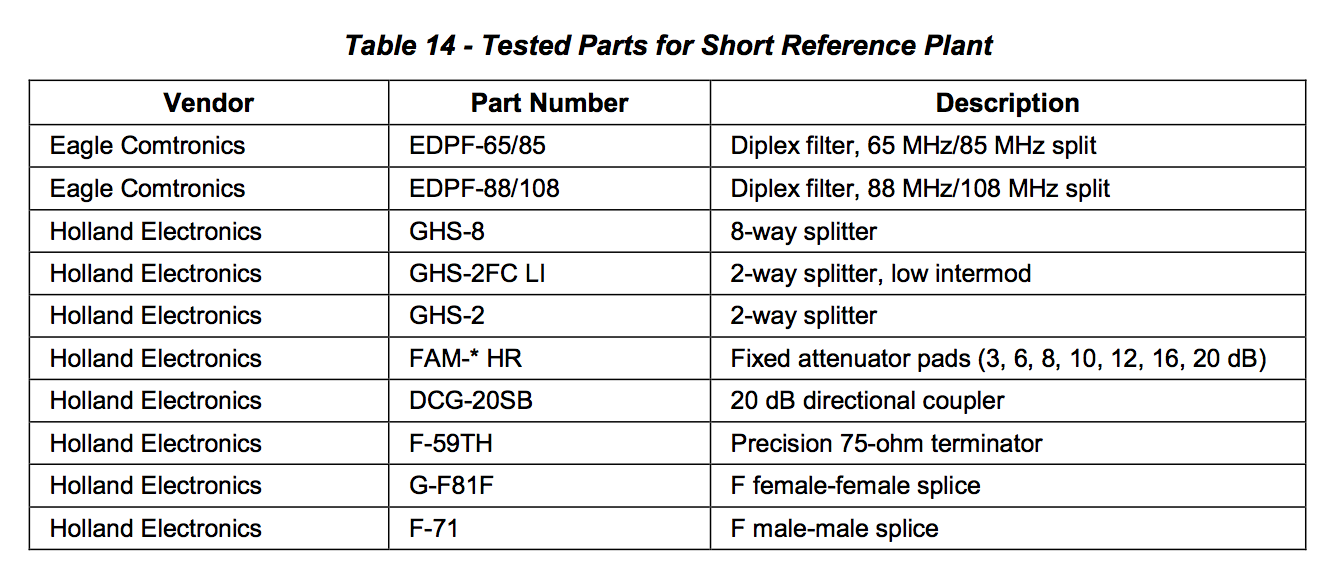 Table 14 - Tested Parts for Short Reference Plant
Vendor Part Number Description
Eagle Comtronics EDPF-65/85 Diplex filter, 65 MHz/85 MHz split
Eagle Comtronics EDPF-88/108 Diplex filter, 88 MHz/108 MHz split
Holland Electronics GHS-8 8-way splitter
Holland Electronics GHS-2FC LI 2-way splitter, low intermod
Holland Electronics GHS-2 2-way splitter
Holland Electronics FAM-* HR Fixed attenuator pads (3, 6, 8, 10, 12, 16, 20 dB)
Holland Electronics DCG-20SB 20 dB directional coupler
Holland Electronics F-59TH Precision 75-ohm terminator
Holland Electronics G-F81F F female-female splice
Holland Electronics F-71 F male-male splice